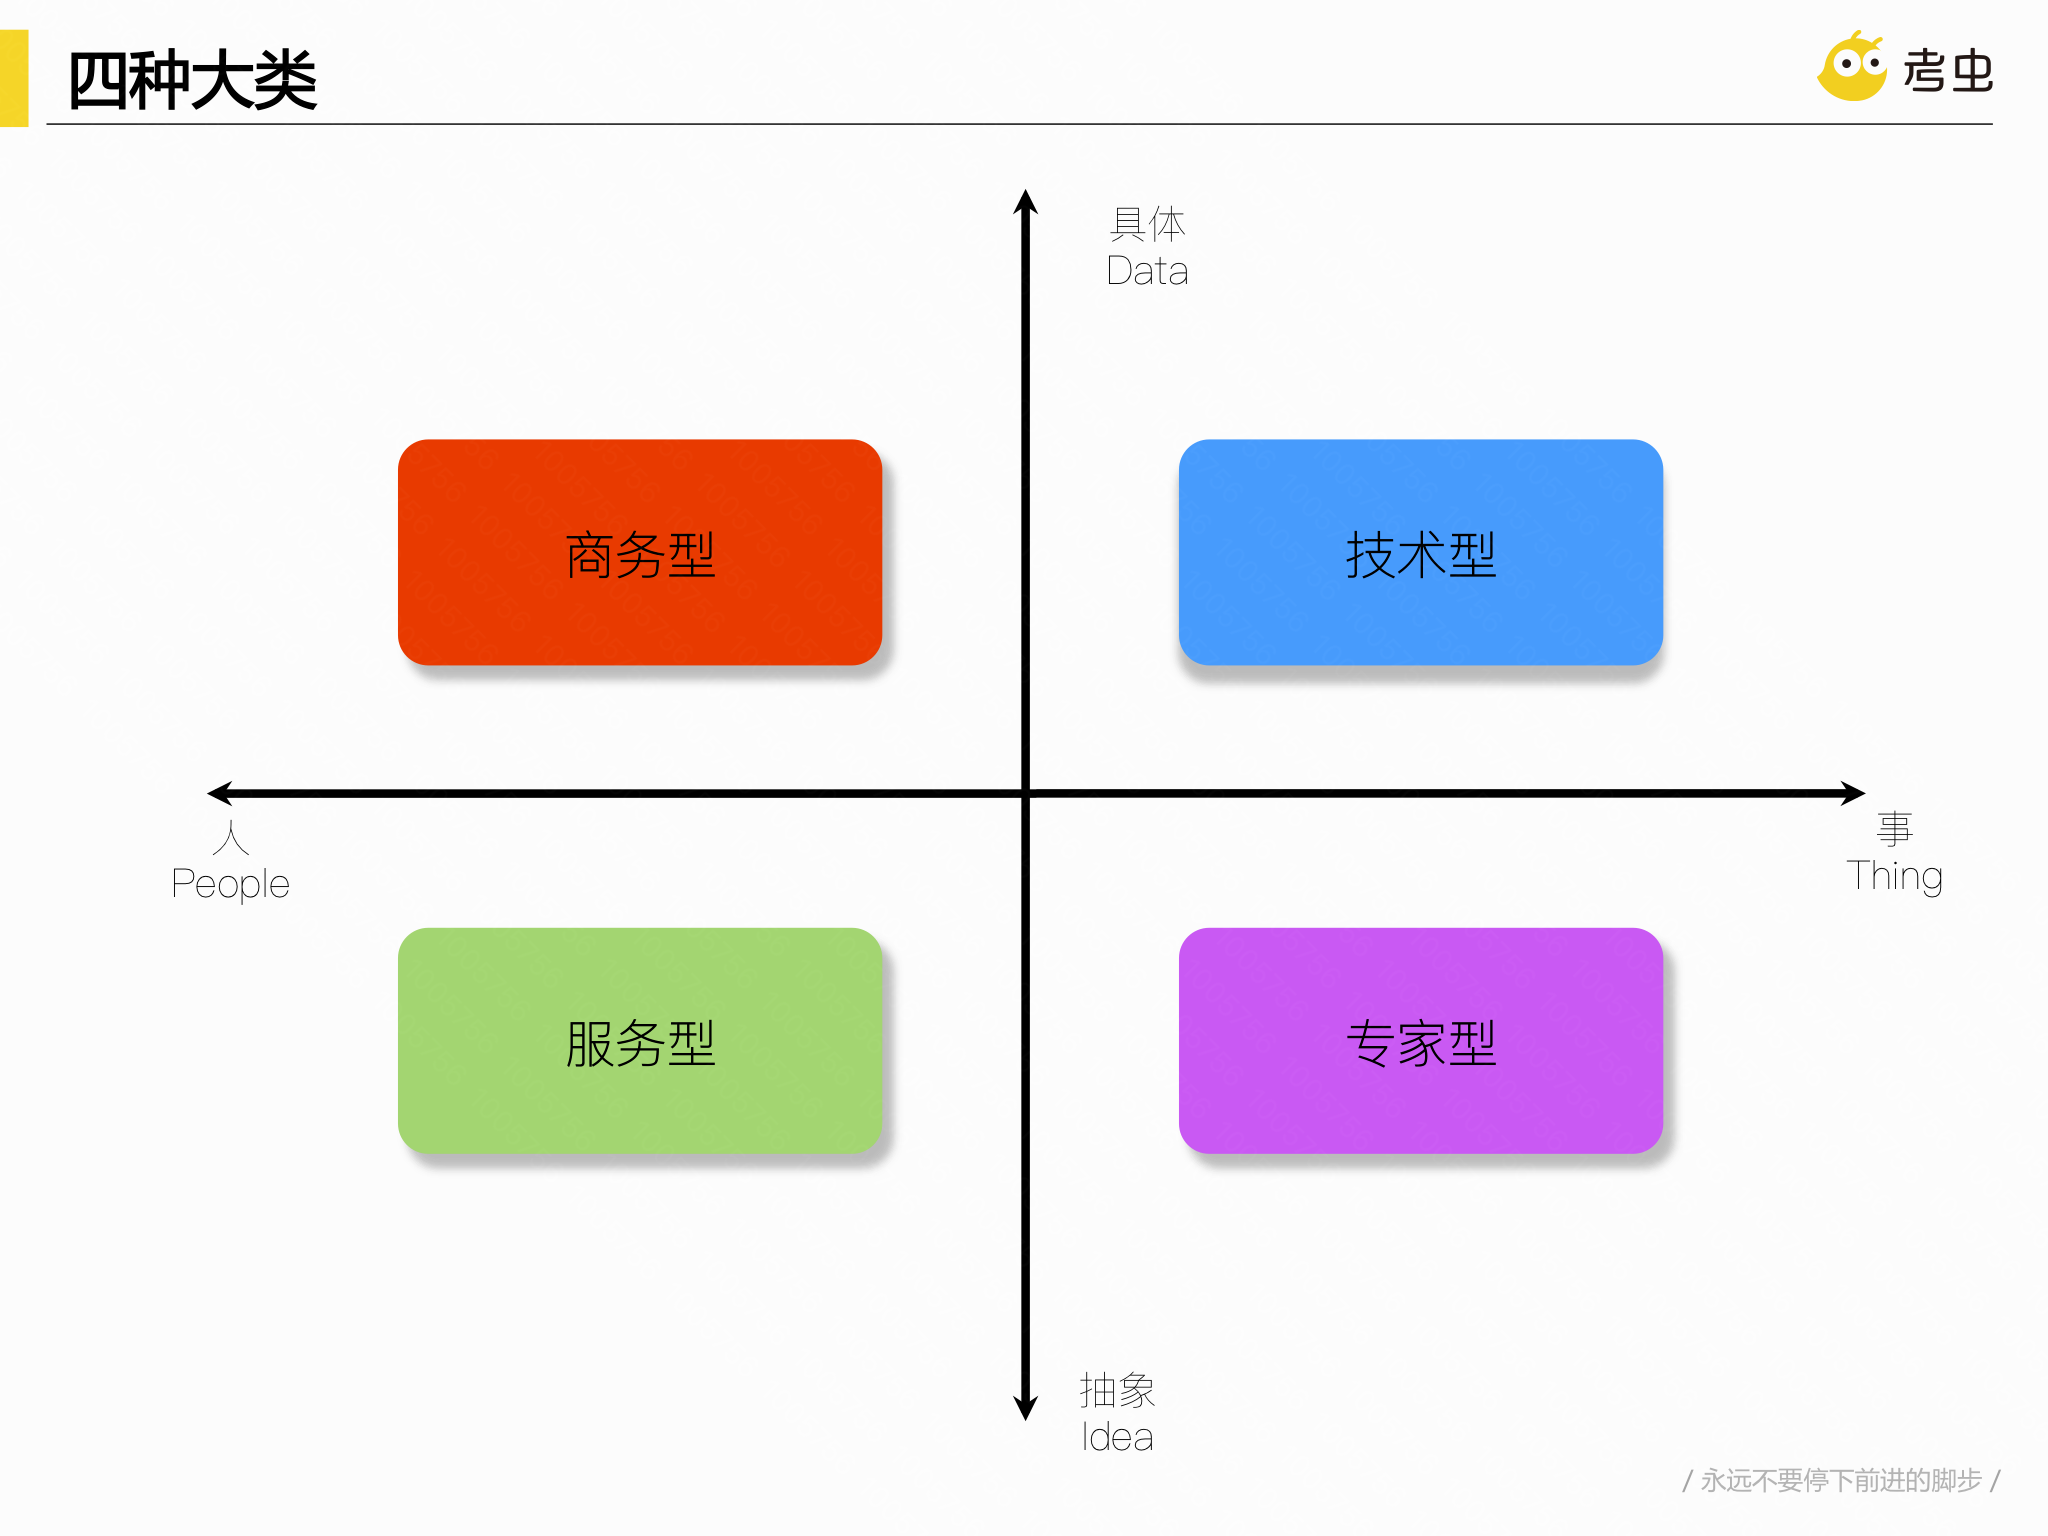 四种大类
考虫
具体
Data
商务型
技术型
人
People
事
Thing
服务型
专家型
抽象
Idea
/ 永远不要停下前进的脚步 /